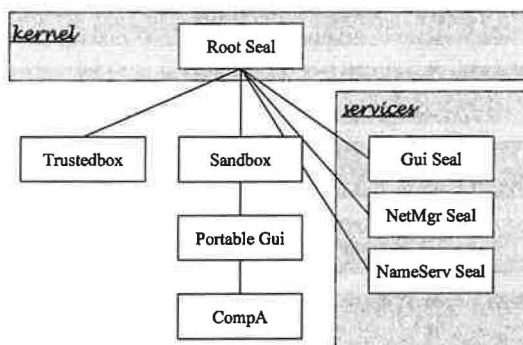 kernel
Root Seal
services
Trustedbox
Sandbox
Gui Seal
Portable Gui
NetMgr Seal
NameServ Seal
CompA